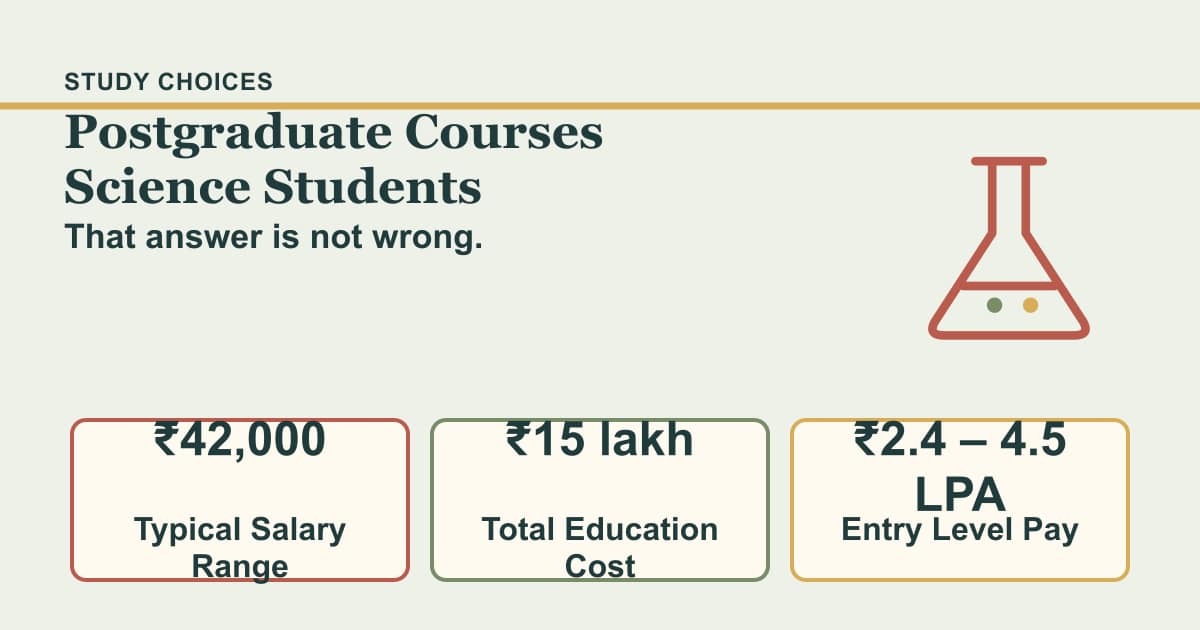 STUDY CHOICES
Postgraduate Courses
Science Students
That answer is not wrong.
₹42,000
Typical Salary
Range
₹15 lakh
Total Education
Cost
₹2.4 – 4.5
LPA
Entry Level Pay